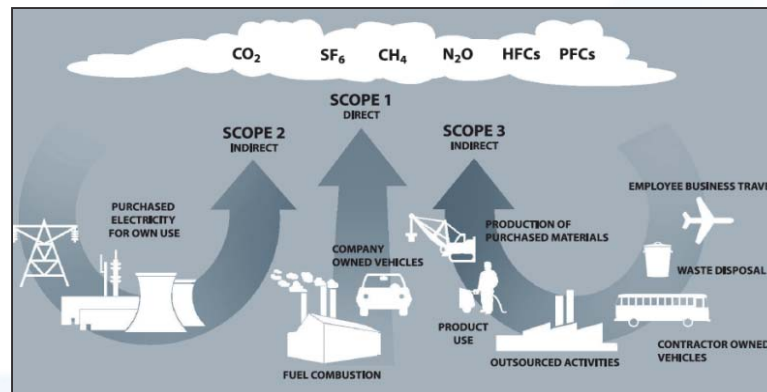 CO2 SF6 CH4 N2O HFCs PFCs
SCOPE 1
DIRECT
SCOPE 2
INDIRECT
SCOPE 3
INDIRECT
PURCHASED
ELECTRICITY
FOR OWN USE
COMPANY
OWNED VEHICLES
FUEL COMBUSTION
PRODUCTION OF
PURCHASED MATERIALS
PRODUCT
USE
OUTSOURCED ACTIVITIES
EMPLOYEE BUSINESS TRAVE
WASTE DISPOSAL
CONTRACTOR OWNED
VEHICLES